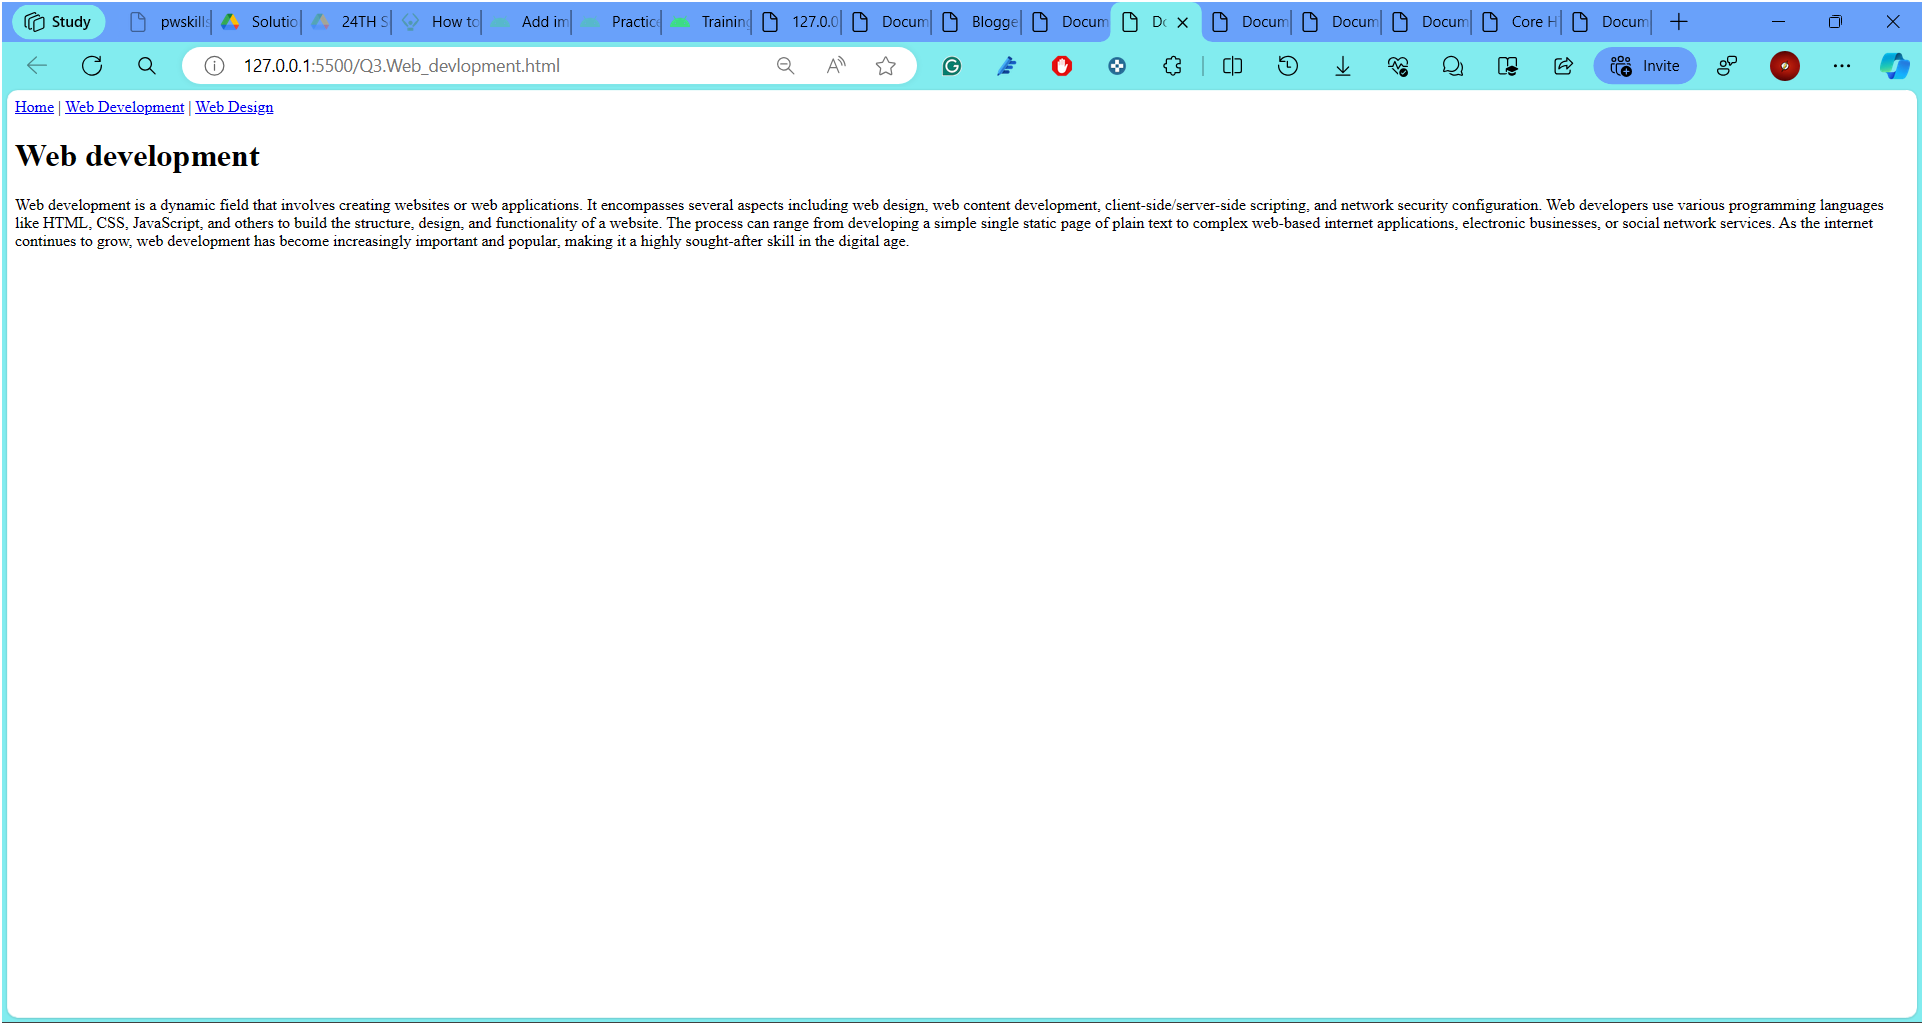 Study
pwskills
Solutio
24TH S
How to
Add im
Practice
Training
127.0.0
Docum
Blogge
Docum
Do
Docum
Docum
Docum
Core H
Docum
127.0.0.1:5500/Q3.Web_devlopment.html
Invite
Home | Web Development | Web Design
Web development
Web development is a dynamic field that involves creating websites or web applications. It encompasses several aspects including web design, web content development, client-side/server-side scripting, and network security configuration. Web developers use various programming languages
like HTML, CSS, JavaScript, and others to build the structure, design, and functionality of a website. The process can range from developing a simple single static page of plain text to complex web-based internet applications, electronic businesses, or social network services. As the internet
continues to grow, web development has become increasingly important and popular, making it a highly sought-after skill in the digital age.